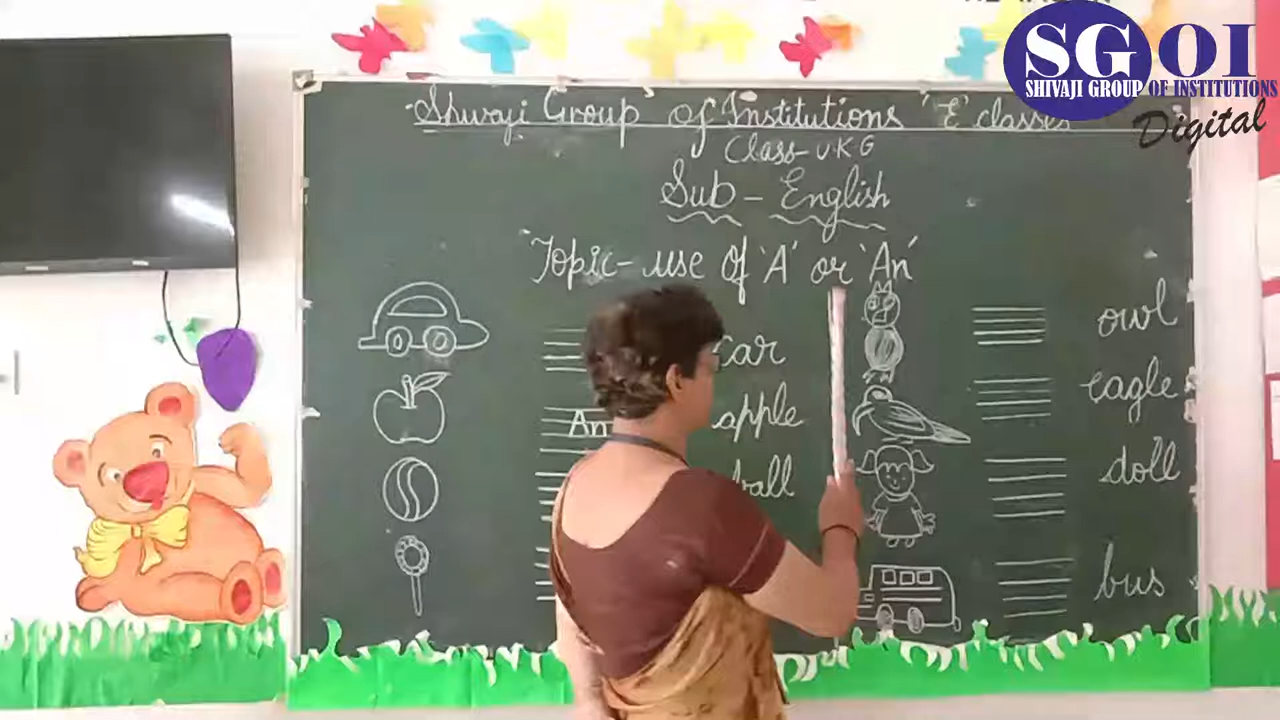 SGOI
SHIVAJI GROUP OF INSTITUTIONS
Digital
Shivaji Group of Institutions 'E' classes
Class-U.K.G
Sub - English
Topic- use of 'A' or 'An'
car
An apple
ball
owl
eagle
doll
bus